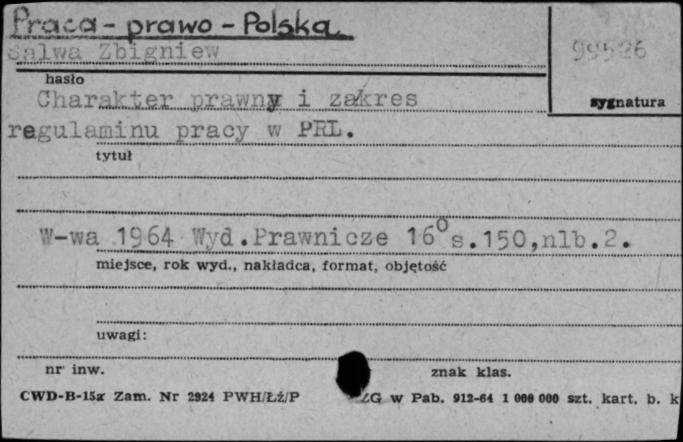 Praca - prawo - Polska
Salwa Zbigniew
99526
hasło
sygnatura
Charakter prawny i zakres
regulaminu pracy w PRL.
tytuł
W-wa 1964 Wyd.Prawnicze 16° s.150,nlb.2.
miejsce, rok wyd., nakładca, format, objętość
uwagi:
nr inw.
znak klas.
CWD-B-15a Zam. Nr 2924 PWH/Łź/P ZG w Pab. 912-64 1 000 000 szt. kart. b. k